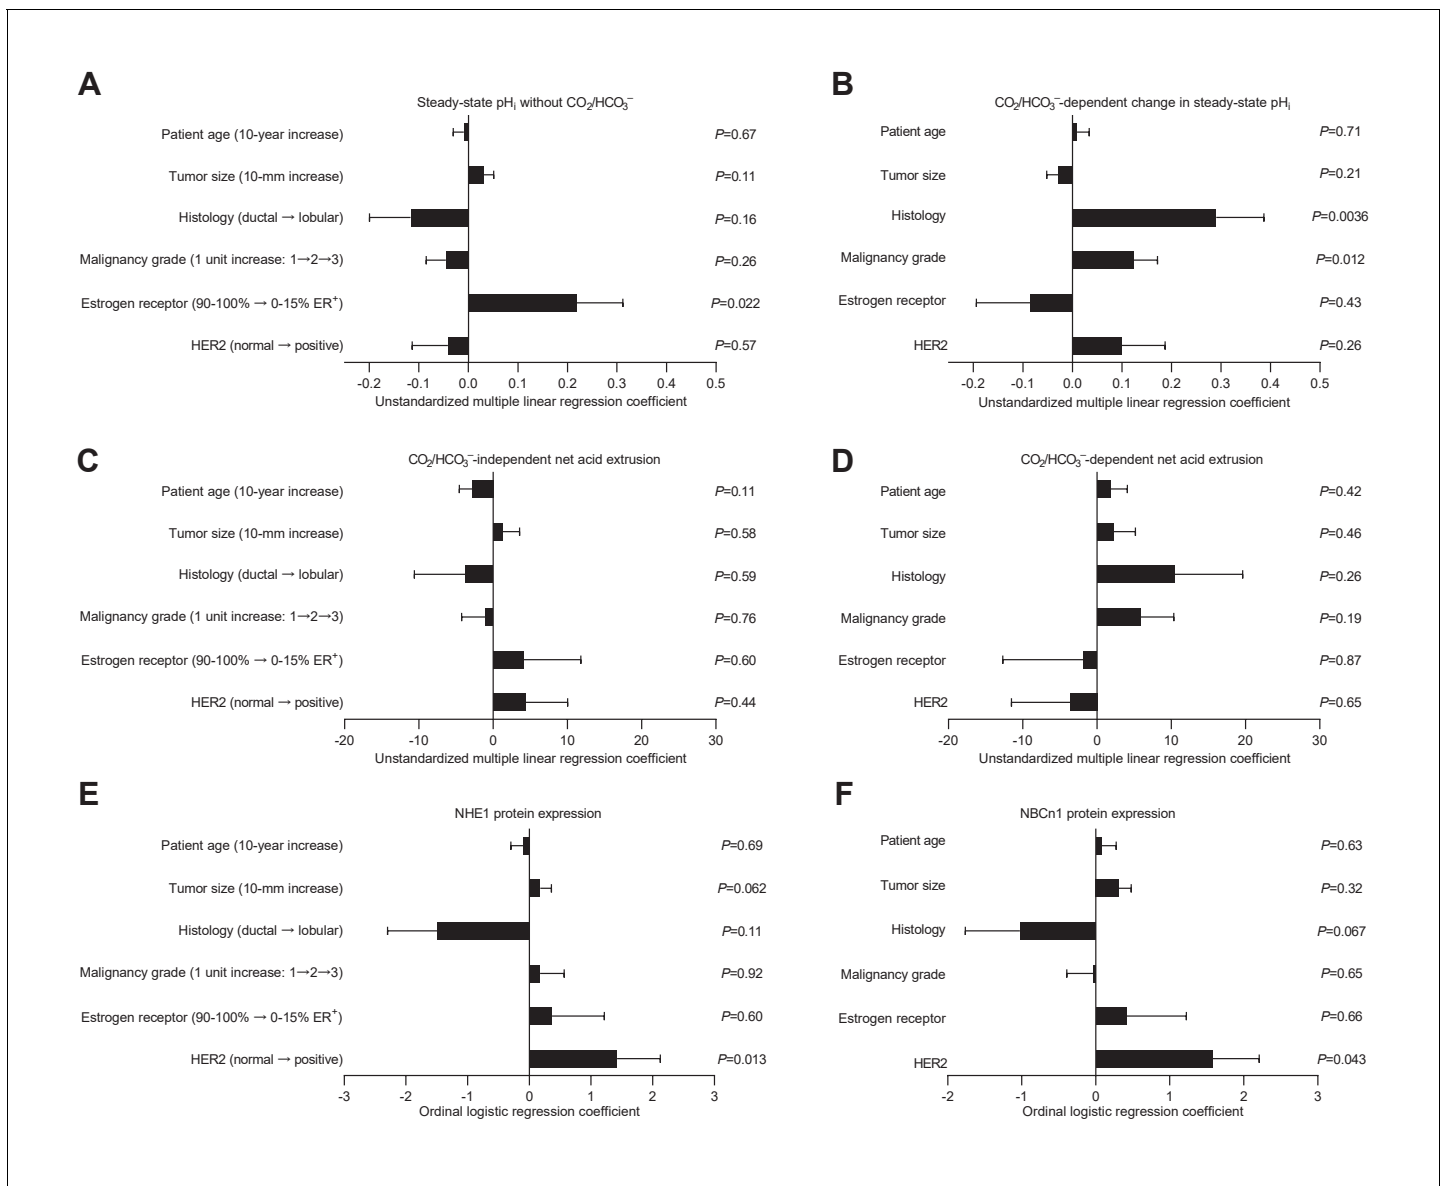 A
Steady-state pHi without CO2/HCO3−
Patient age (10-year increase) P=0.67
Tumor size (10-mm increase) P=0.11
Histology (ductal → lobular) P=0.16
Malignancy grade (1 unit increase: 1→2→3) P=0.26
Estrogen receptor (90-100% → 0-15% ER+) P=0.022
HER2 (normal → positive) P=0.57
-0.2 -0.1 0.0 0.1 0.2 0.3 0.4 0.5
Unstandardized multiple linear regression coefficient
B
CO2/HCO3−-dependent change in steady-state pHi
Patient age P=0.71
Tumor size P=0.21
Histology P=0.0036
Malignancy grade P=0.012
Estrogen receptor P=0.43
HER2 P=0.26
-0.2 -0.1 0.0 0.1 0.2 0.3 0.4 0.5
Unstandardized multiple linear regression coefficient
C
CO2/HCO3−-independent net acid extrusion
Patient age (10-year increase) P=0.11
Tumor size (10-mm increase) P=0.58
Histology (ductal → lobular) P=0.59
Malignancy grade (1 unit increase: 1→2→3) P=0.76
Estrogen receptor (90-100% → 0-15% ER+) P=0.60
HER2 (normal → positive) P=0.44
-20 -10 0 10 20 30
Unstandardized multiple linear regression coefficient
D
CO2/HCO3−-dependent net acid extrusion
Patient age P=0.42
Tumor size P=0.46
Histology P=0.26
Malignancy grade P=0.19
Estrogen receptor P=0.87
HER2 P=0.65
-20 -10 0 10 20 30
Unstandardized multiple linear regression coefficient
E
NHE1 protein expression
Patient age (10-year increase) P=0.69
Tumor size (10-mm increase) P=0.062
Histology (ductal → lobular) P=0.11
Malignancy grade (1 unit increase: 1→2→3) P=0.92
Estrogen receptor (90-100% → 0-15% ER+) P=0.60
HER2 (normal → positive) P=0.013
-3 -2 -1 0 1 2 3
Ordinal logistic regression coefficient
F
NBCn1 protein expression
Patient age P=0.63
Tumor size P=0.32
Histology P=0.067
Malignancy grade P=0.65
Estrogen receptor P=0.66
HER2 P=0.043
-2 -1 0 1 2 3
Ordinal logistic regression coefficient